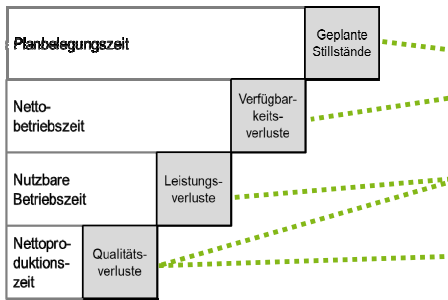 Planbelegungszeit
Geplante
Stillstände
Netto-
betriebszeit
Verfügbar-
keits-
verluste
Nutzbare
Betriebszeit
Leistungs-
verluste
Nettopro-
duktions-
zeit
Qualitäts-
verluste